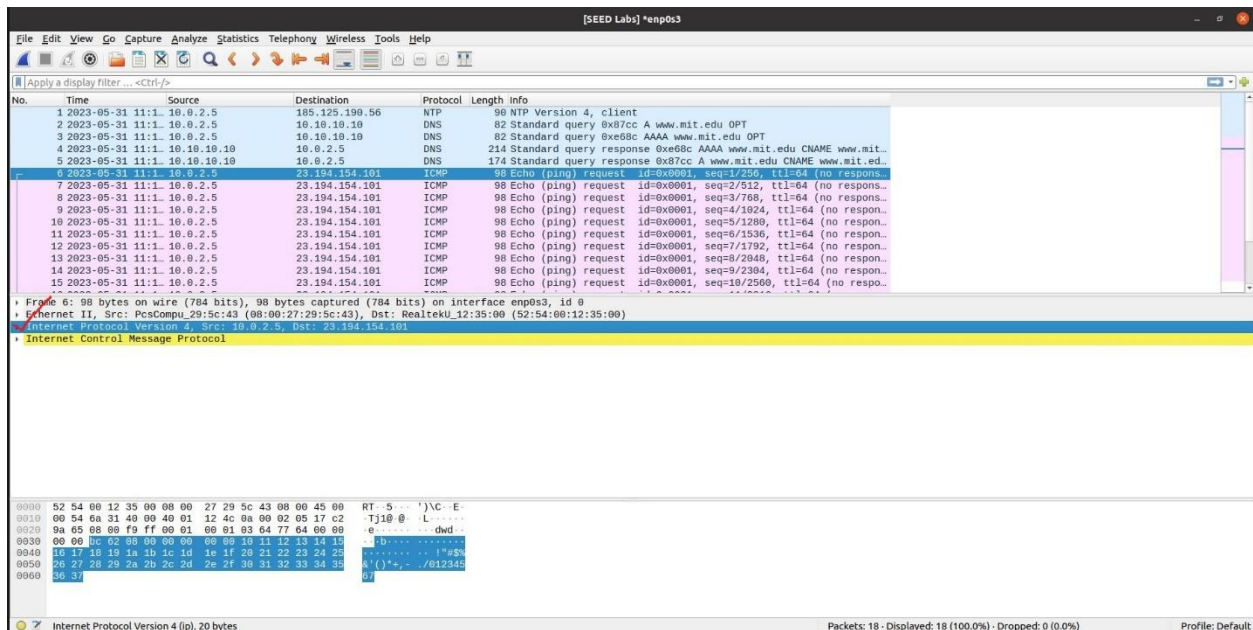 [SEED Labs] *enp0s3
File Edit View Go Capture Analyze Statistics Telephony Wireless Tools Help
Apply a display filter ... <Ctrl-/>
No. Time Source Destination Protocol Length Info
1 2023-05-31 11:1… 10.0.2.5 185.125.190.56 NTP 90 NTP Version 4, client
2 2023-05-31 11:1… 10.0.2.5 10.10.10.10 DNS 82 Standard query 0x87cc A www.mit.edu OPT
3 2023-05-31 11:1… 10.0.2.5 10.10.10.10 DNS 82 Standard query 0xe68c AAAA www.mit.edu OPT
4 2023-05-31 11:1… 10.10.10.10 10.0.2.5 DNS 214 Standard query response 0xe68c AAAA www.mit.edu CNAME www.mit…
5 2023-05-31 11:1… 10.10.10.10 10.0.2.5 DNS 174 Standard query response 0x87cc A www.mit.edu CNAME www.mit.ed…
6 2023-05-31 11:1… 10.0.2.5 23.194.154.101 ICMP 98 Echo (ping) request id=0x0001, seq=1/256, ttl=64 (no respons…
7 2023-05-31 11:1… 10.0.2.5 23.194.154.101 ICMP 98 Echo (ping) request id=0x0001, seq=2/512, ttl=64 (no respons…
8 2023-05-31 11:1… 10.0.2.5 23.194.154.101 ICMP 98 Echo (ping) request id=0x0001, seq=3/768, ttl=64 (no respons…
9 2023-05-31 11:1… 10.0.2.5 23.194.154.101 ICMP 98 Echo (ping) request id=0x0001, seq=4/1024, ttl=64 (no respon…
10 2023-05-31 11:1… 10.0.2.5 23.194.154.101 ICMP 98 Echo (ping) request id=0x0001, seq=5/1280, ttl=64 (no respon…
11 2023-05-31 11:1… 10.0.2.5 23.194.154.101 ICMP 98 Echo (ping) request id=0x0001, seq=6/1536, ttl=64 (no respon…
12 2023-05-31 11:1… 10.0.2.5 23.194.154.101 ICMP 98 Echo (ping) request id=0x0001, seq=7/1792, ttl=64 (no respon…
13 2023-05-31 11:1… 10.0.2.5 23.194.154.101 ICMP 98 Echo (ping) request id=0x0001, seq=8/2048, ttl=64 (no respon…
14 2023-05-31 11:1… 10.0.2.5 23.194.154.101 ICMP 98 Echo (ping) request id=0x0001, seq=9/2304, ttl=64 (no respon…
15 2023-05-31 11:1… 10.0.2.5 23.194.154.101 ICMP 98 Echo (ping) request id=0x0001, seq=10/2560, ttl=64 (no respo…
Frame 6: 98 bytes on wire (784 bits), 98 bytes captured (784 bits) on interface enp0s3, id 0
Ethernet II, Src: PcsCompu_29:5c:43 (08:00:27:29:5c:43), Dst: RealtekU_12:35:00 (52:54:00:12:35:00)
Internet Protocol Version 4, Src: 10.0.2.5, Dst: 23.194.154.101
Internet Control Message Protocol
0000 52 54 00 12 35 00 08 00 27 29 5c 43 08 00 45 00 RT··5··· ')\C··E·
0010 00 54 6a 31 40 00 40 01 12 4c 0a 00 02 05 17 c2 ·Tj1@·@· ·L······
0020 9a 65 08 00 f9 ff 00 01 00 01 03 64 77 64 00 00 ·e······ ···dwd··
0030 00 00 bc 62 08 00 00 00 00 00 10 11 12 13 14 15 ···b···· ········
0040 16 17 18 19 1a 1b 1c 1d 1e 1f 20 21 22 23 24 25 ········ ·· !"#$%
0050 26 27 28 29 2a 2b 2c 2d 2e 2f 30 31 32 33 34 35 &'()*+,- ./012345
0060 36 37 67
Internet Protocol Version 4 (ip), 20 bytes Packets: 18 · Displayed: 18 (100.0%) · Dropped: 0 (0.0%) Profile: Default